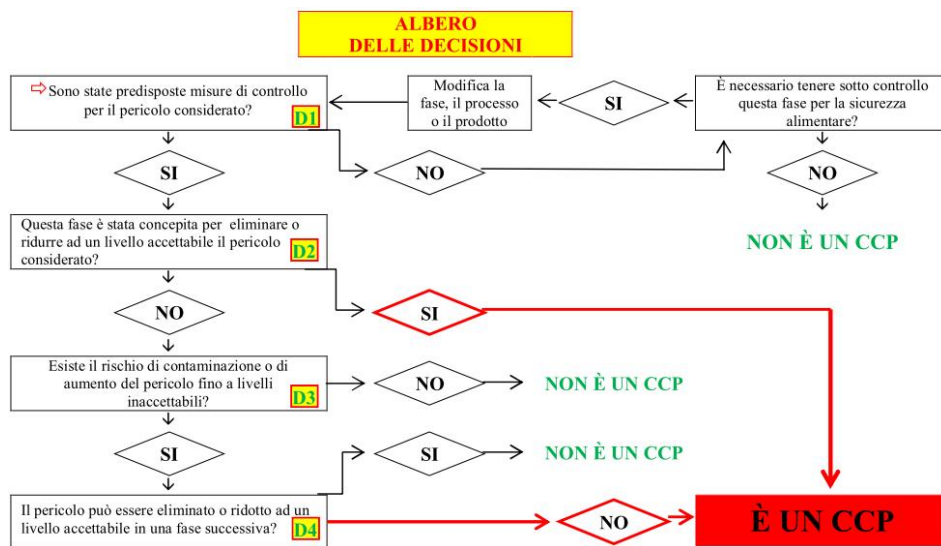 ALBERO
DELLE DECISIONI
⇨Sono state predisposte misure di controllo
per il pericolo considerato?
D1
Modifica la
fase, il processo
o il prodotto
SI
È necessario tenere sotto controllo
questa fase per la sicurezza
alimentare?
SI
NO
NO
NON È UN CCP
Questa fase è stata concepita per eliminare o
ridurre ad un livello accettabile il pericolo
considerato?
D2
NO
SI
Esiste il rischio di contaminazione o di
aumento del pericolo fino a livelli
inaccettabili?
D3
NO
NON È UN CCP
SI
SI
NON È UN CCP
Il pericolo può essere eliminato o ridotto ad un
livello accettabile in una fase successiva?
D4
NO
È UN CCP